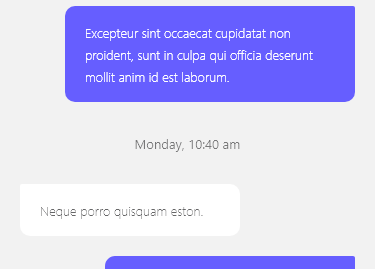 Excepteur sint occaecat cupidatat non
proident, sunt in culpa qui officia deserunt
mollit anim id est laborum.
Monday, 10:40 am
Neque porro quisquam eston.